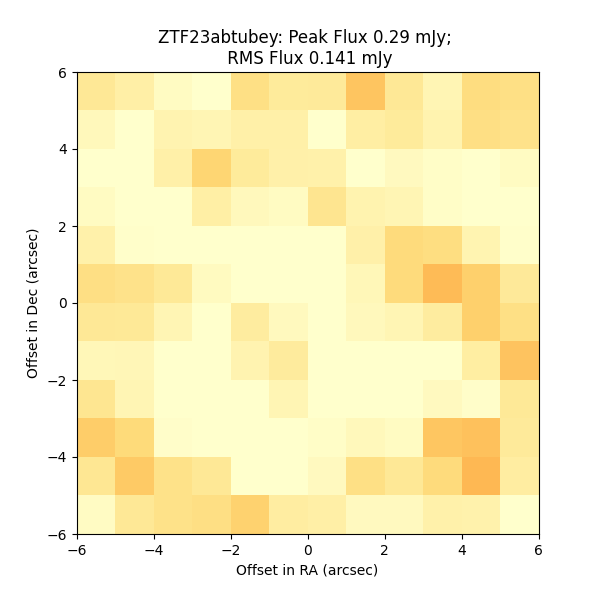 ZTF23abtubey: Peak Flux 0.29 mJy;
RMS Flux 0.141 mJy
6
4
2
0
−2
−4
−6
Offset in Dec (arcsec)
−6 −4 −2 0 2 4 6
Offset in RA (arcsec)